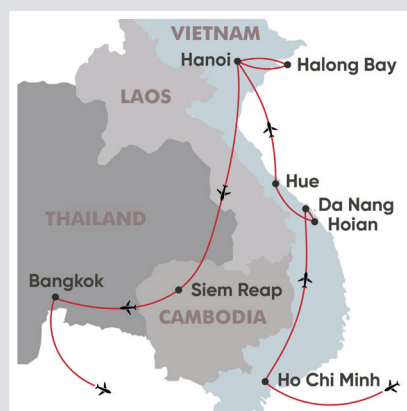 VIETNAM
Hanoi
Halong Bay
LAOS
Hue
Da Nang
Hoian
THAILAND
Bangkok
Siem Reap
CAMBODIA
Ho Chi Minh